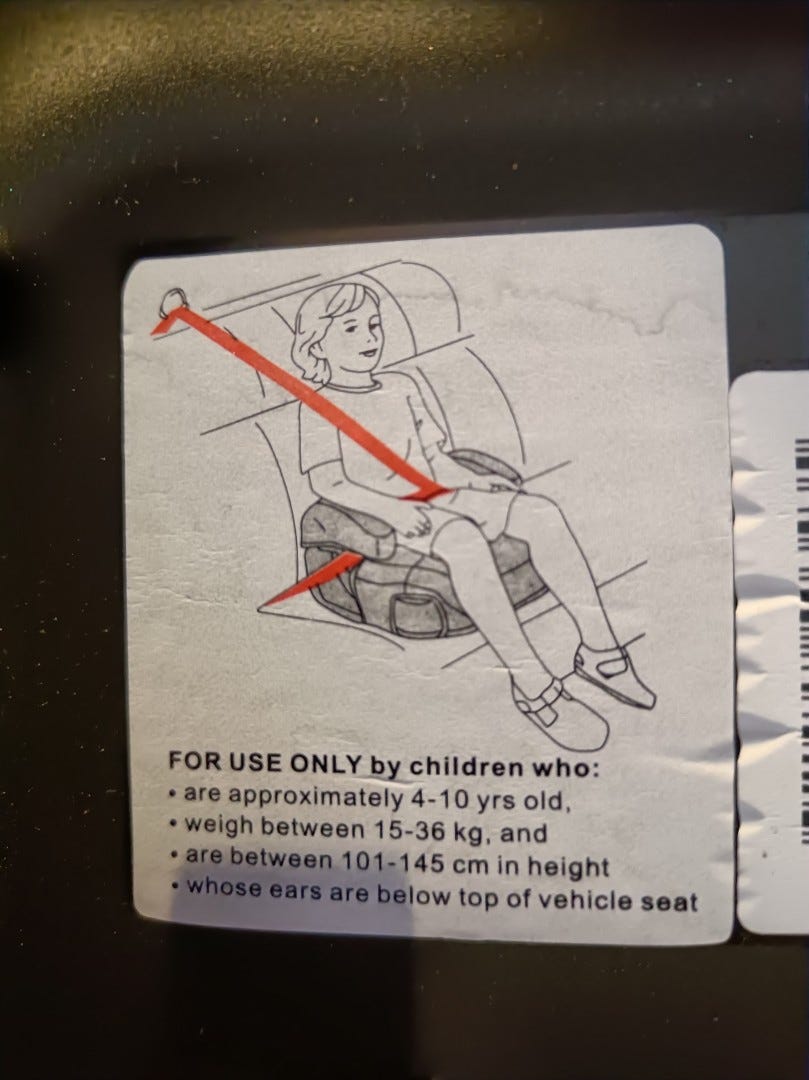 FOR USE ONLY by children who:
• are approximately 4-10 yrs old,
• weigh between 15-36 kg, and
• are between 101-145 cm in height
• whose ears are below top of vehicle seat